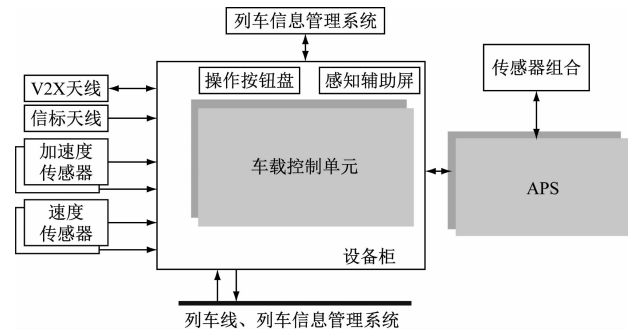 列车信息管理系统
操作按钮盘
感知辅助屏
传感器组合
V2X天线
信标天线
加速度
传感器
速度
传感器
车载控制单元
APS
设备柜
列车线、列车信息管理系统